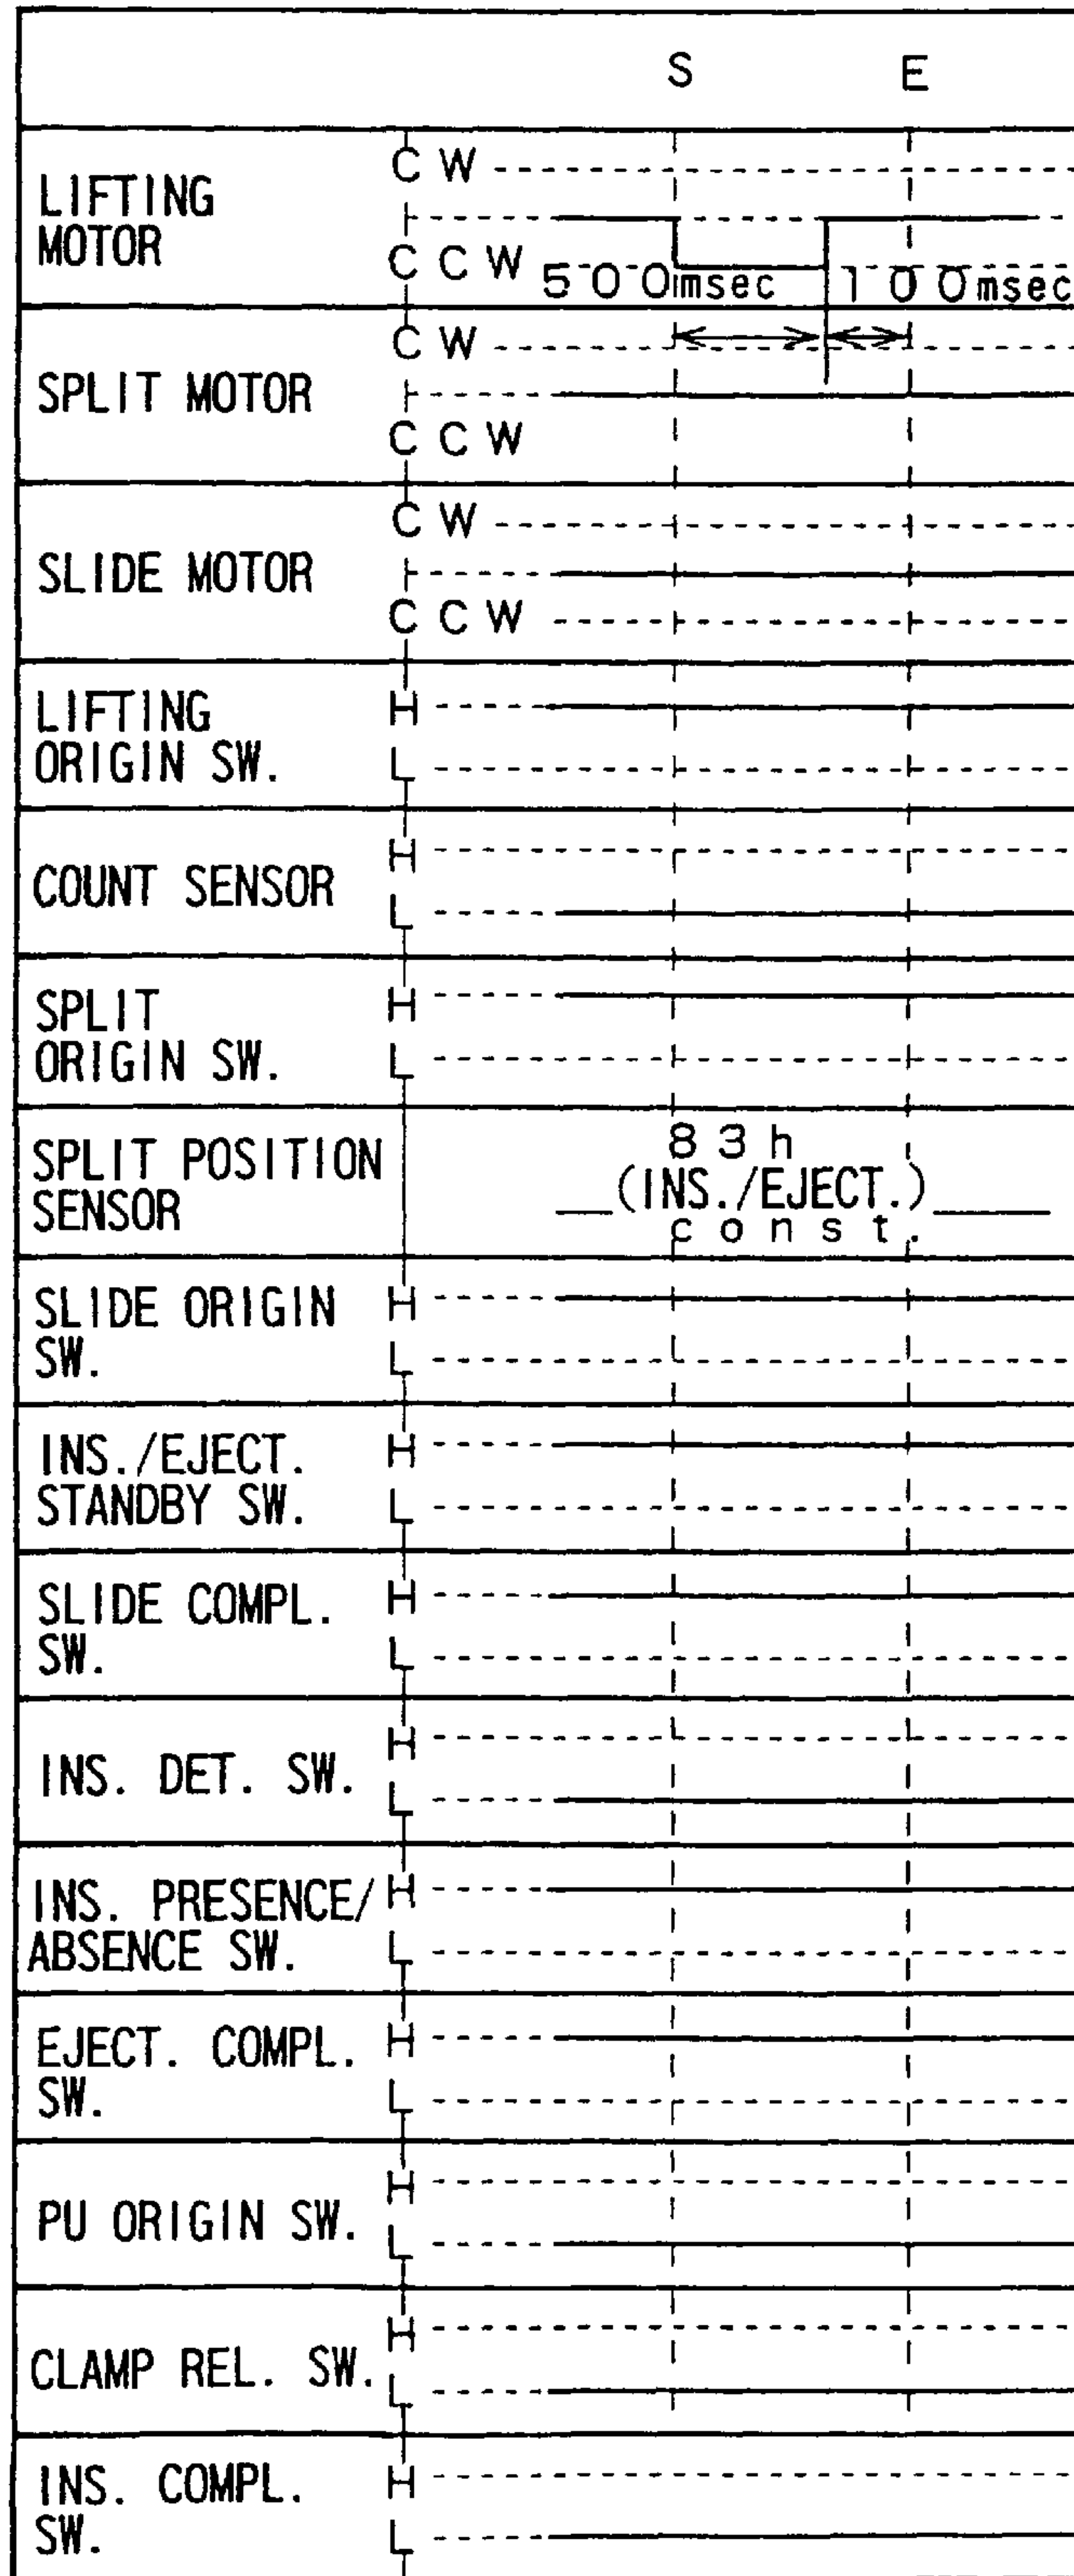 S E
LIFTING
MOTOR
CW
CCW
500msec 100msec
SPLIT MOTOR
CW
CCW
SLIDE MOTOR
CW
CCW
LIFTING
ORIGIN SW.
H
L
COUNT SENSOR
H
L
SPLIT
ORIGIN SW.
H
L
SPLIT POSITION
SENSOR
83h
(INS./EJECT.)
const.
SLIDE ORIGIN
SW.
H
L
INS./EJECT.
STANDBY SW.
H
L
SLIDE COMPL.
SW.
H
L
INS. DET. SW.
H
L
INS. PRESENCE/
ABSENCE SW.
H
L
EJECT. COMPL.
SW.
H
L
PU ORIGIN SW.
H
L
CLAMP REL. SW.
H
L
INS. COMPL.
SW.
H
L